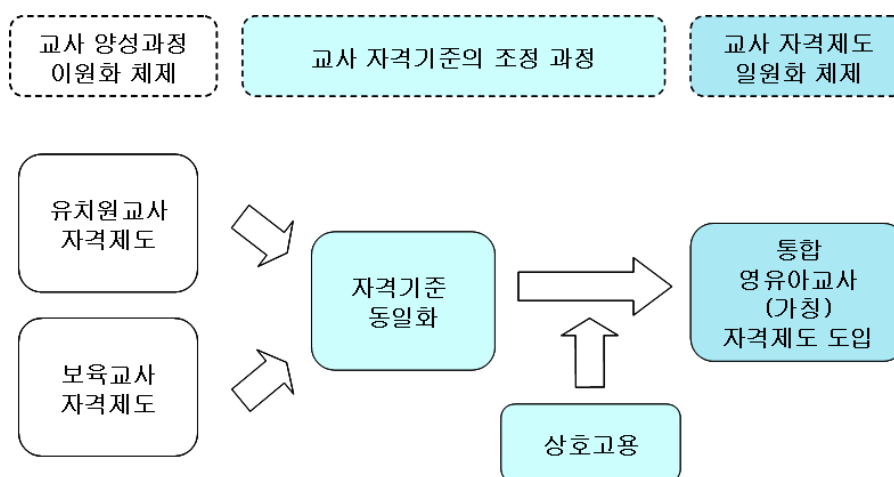 교사 양성과정
이원화 체제
교사 자격기준의 조정 과정
교사 자격제도
일원화 체제
유치원교사
자격제도
보육교사
자격제도
자격기준
동일화
상호고용
통합
영유아교사
(가칭)
자격제도 도입